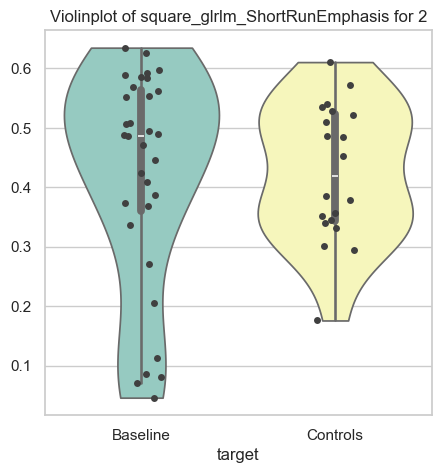 Violinplot of square_glrlm_ShortRunEmphasis for 2
0.6
0.5
0.4
0.3
0.2
0.1
Baseline Controls
target